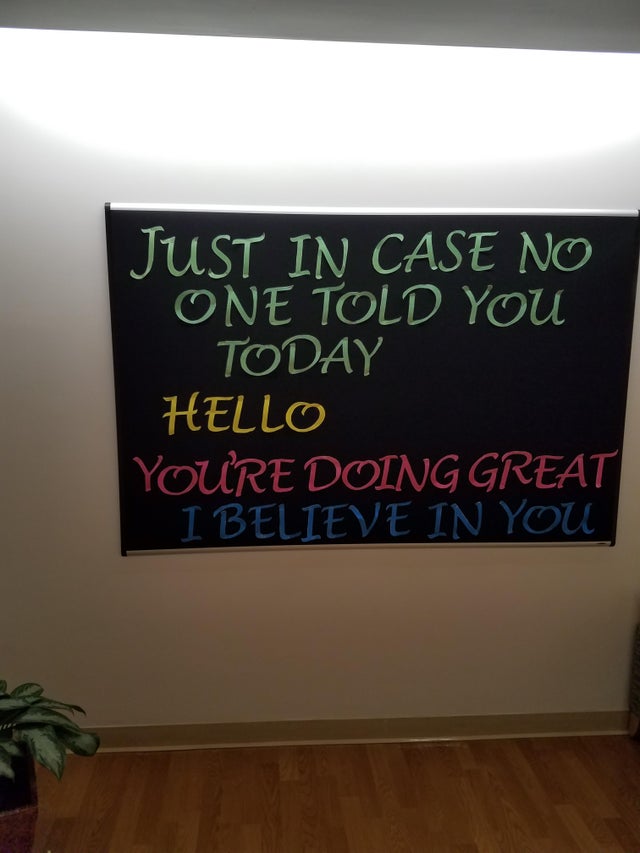 JUST IN CASE NO
ONE TOLD YOU
TODAY
HELLO
YOU'RE DOING GREAT
I BELIEVE IN YOU